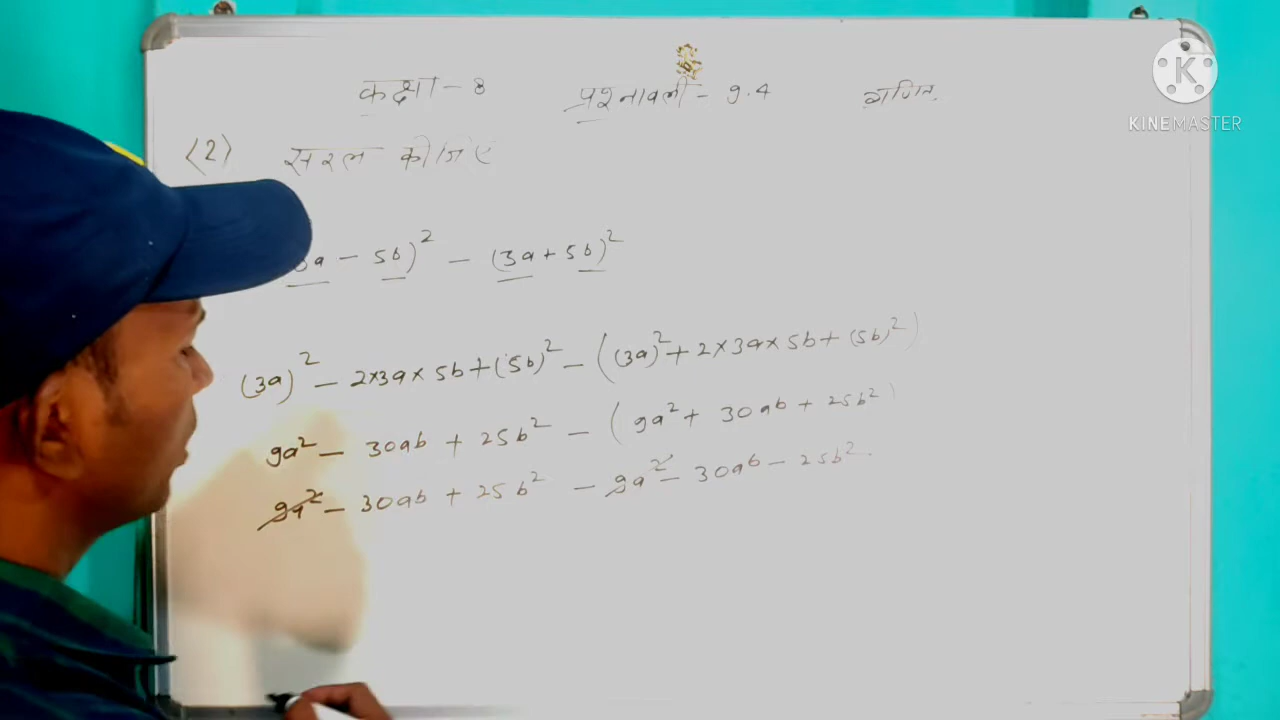 कक्षा - 8 प्रश्नावली - 9.4 गणित.
KINEMASTER
(2) सरल कीजिए
a - 5b)² - (3a + 5b)²
(3a)² - 2×3a×5b+(5b)² - ((3a)²+2×3a×5b+(5b)²)
9a² - 30ab + 25b² - (9a² + 30ab + 25b²)
9a² - 30ab + 25b² - 9a² - 30ab - 25b².